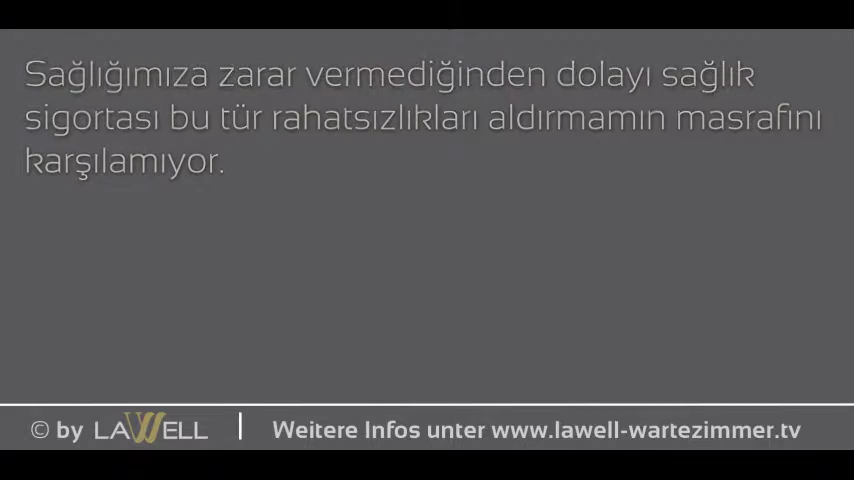 Sağlığımıza zarar vermediğinden dolayı sağlık
sigortası bu tür rahatsızlıkları aldırmamın masrafını
karşılamıyor.
© by LAWELL | Weitere Infos unter www.lawell-wartezimmer.tv